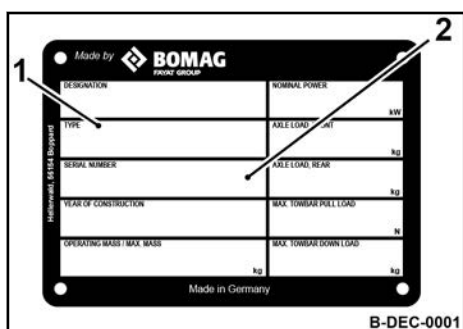 2
Made by BOMAG
FAYAT GROUP
1
DESIGNATION
NOMINAL POWER
kW
TYPE
AXLE LOAD, FRONT
kg
SERIAL NUMBER
AXLE LOAD, REAR
kg
YEAR OF CONSTRUCTION
MAX. TOWBAR PULL LOAD
N
OPERATING MASS / MAX. MASS
kg
MAX. TOWBAR DOWN LOAD
kg
Hellerwald, 56154 Boppard
Made in Germany
B-DEC-0001